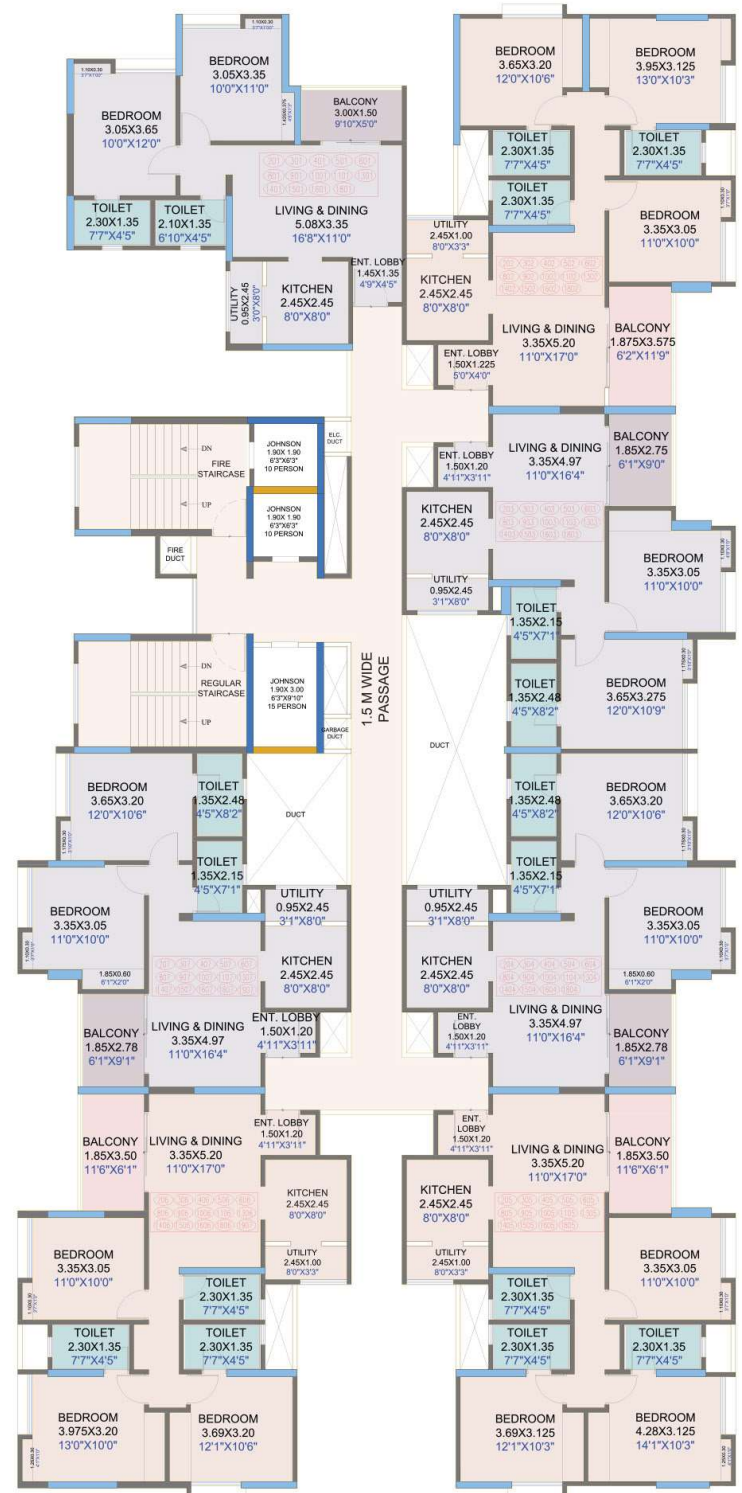 1.10X0.30
BEDROOM
3.05X3.35
10'0"X11'0"
BEDROOM
3.05X3.65
10'0"X12'0"
BALCONY
3.00X1.50
9'10"X5'0"
TOILET
2.30X1.35
7'7"X4'5"
TOILET
2.10X1.35
6'10"X4'5"
LIVING & DINING
5.08X3.35
16'8"X11'0"
ENT. LOBBY
1.45X1.35
4'9"X4'5"
UTILITY
0.95X2.45
3'0"X8'0"
KITCHEN
2.45X2.45
8'0"X8'0"
BEDROOM
3.65X3.20
12'0"X10'6"
BEDROOM
3.95X3.125
13'0"X10'3"
TOILET
2.30X1.35
7'7"X4'5"
TOILET
2.30X1.35
7'7"X4'5"
TOILET
2.30X1.35
7'7"X4'5"
BEDROOM
3.35X3.05
11'0"X10'0"
UTILITY
2.45X1.00
8'0"X3'3"
KITCHEN
2.45X2.45
8'0"X8'0"
LIVING & DINING
3.35X5.20
11'0"X17'0"
BALCONY
1.875X3.575
6'2"X11'9"
ENT. LOBBY
1.50X1.225
5'0"X4'0"
DN
FIRE
STAIRCASE
UP
JOHNSON
1.90X 1.90
6'3"X6'3"
10 PERSON
ELC.
DUCT
JOHNSON
1.90X 1.90
6'3"X6'3"
10 PERSON
FIRE
DUCT
ENT. LOBBY
1.50X1.20
4'11"X3'11"
LIVING & DINING
3.35X4.97
11'0"X16'4"
BALCONY
1.85X2.75
6'1"X9'0"
KITCHEN
2.45X2.45
8'0"X8'0"
UTILITY
0.95X2.45
3'1"X8'0"
BEDROOM
3.35X3.05
11'0"X10'0"
TOILET
1.35X2.15
4'5"X7'1"
BEDROOM
3.65X3.275
12'0"X10'9"
TOILET
1.35X2.48
4'5"X8'2"
DN
REGULAR
STAIRCASE
UP
JOHNSON
1.90X 3.00
6'3"X9'10"
15 PERSON
GARBAGE
DUCT
1.5 M WIDE
PASSAGE
DUCT
DUCT
BEDROOM
3.65X3.20
12'0"X10'6"
TOILET
1.35X2.48
4'5"X8'2"
TOILET
1.35X2.15
4'5"X7'1"
BEDROOM
3.35X3.05
11'0"X10'0"
1.85X0.60
6'1"X2'0"
UTILITY
0.95X2.45
3'1"X8'0"
KITCHEN
2.45X2.45
8'0"X8'0"
BALCONY
1.85X2.78
6'1"X9'1"
LIVING & DINING
3.35X4.97
11'0"X16'4"
ENT. LOBBY
1.50X1.20
4'11"X3'11"
TOILET
1.35X2.48
4'5"X8'2"
BEDROOM
3.65X3.20
12'0"X10'6"
TOILET
1.35X2.15
4'5"X7'1"
BEDROOM
3.35X3.05
11'0"X10'0"
1.85X0.60
6'1"X2'0"
UTILITY
0.95X2.45
3'1"X8'0"
KITCHEN
2.45X2.45
8'0"X8'0"
ENT.
LOBBY
1.50X1.20
4'11"X3'11"
LIVING & DINING
3.35X4.97
11'0"X16'4"
BALCONY
1.85X2.78
6'1"X9'1"
BALCONY
1.85X3.50
11'6"X6'1"
LIVING & DINING
3.35X5.20
11'0"X17'0"
ENT. LOBBY
1.50X1.20
4'11"X3'11"
KITCHEN
2.45X2.45
8'0"X8'0"
UTILITY
2.45X1.00
8'0"X3'3"
BEDROOM
3.35X3.05
11'0"X10'0"
TOILET
2.30X1.35
7'7"X4'5"
TOILET
2.30X1.35
7'7"X4'5"
TOILET
2.30X1.35
7'7"X4'5"
BEDROOM
3.975X3.20
13'0"X10'0"
BEDROOM
3.69X3.20
12'1"X10'6"
ENT.
LOBBY
1.50X1.20
4'11"X3'11"
LIVING & DINING
3.35X5.20
11'0"X17'0"
BALCONY
1.85X3.50
11'6"X6'1"
KITCHEN
2.45X2.45
8'0"X8'0"
UTILITY
2.45X1.00
8'0"X3'3"
BEDROOM
3.35X3.05
11'0"X10'0"
TOILET
2.30X1.35
7'7"X4'5"
TOILET
2.30X1.35
7'7"X4'5"
TOILET
2.30X1.35
7'7"X4'5"
BEDROOM
3.69X3.125
12'1"X10'3"
BEDROOM
4.28X3.125
14'1"X10'3"